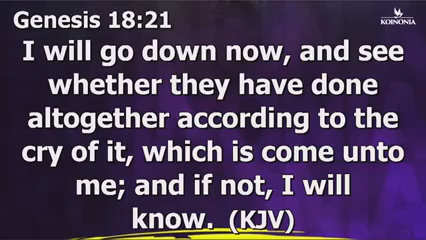 Genesis 18:21
KOINONIA
I will go down now, and see
whether they have done
altogether according to the
cry of it, which is come unto
me; and if not, I will
know. (KJV)